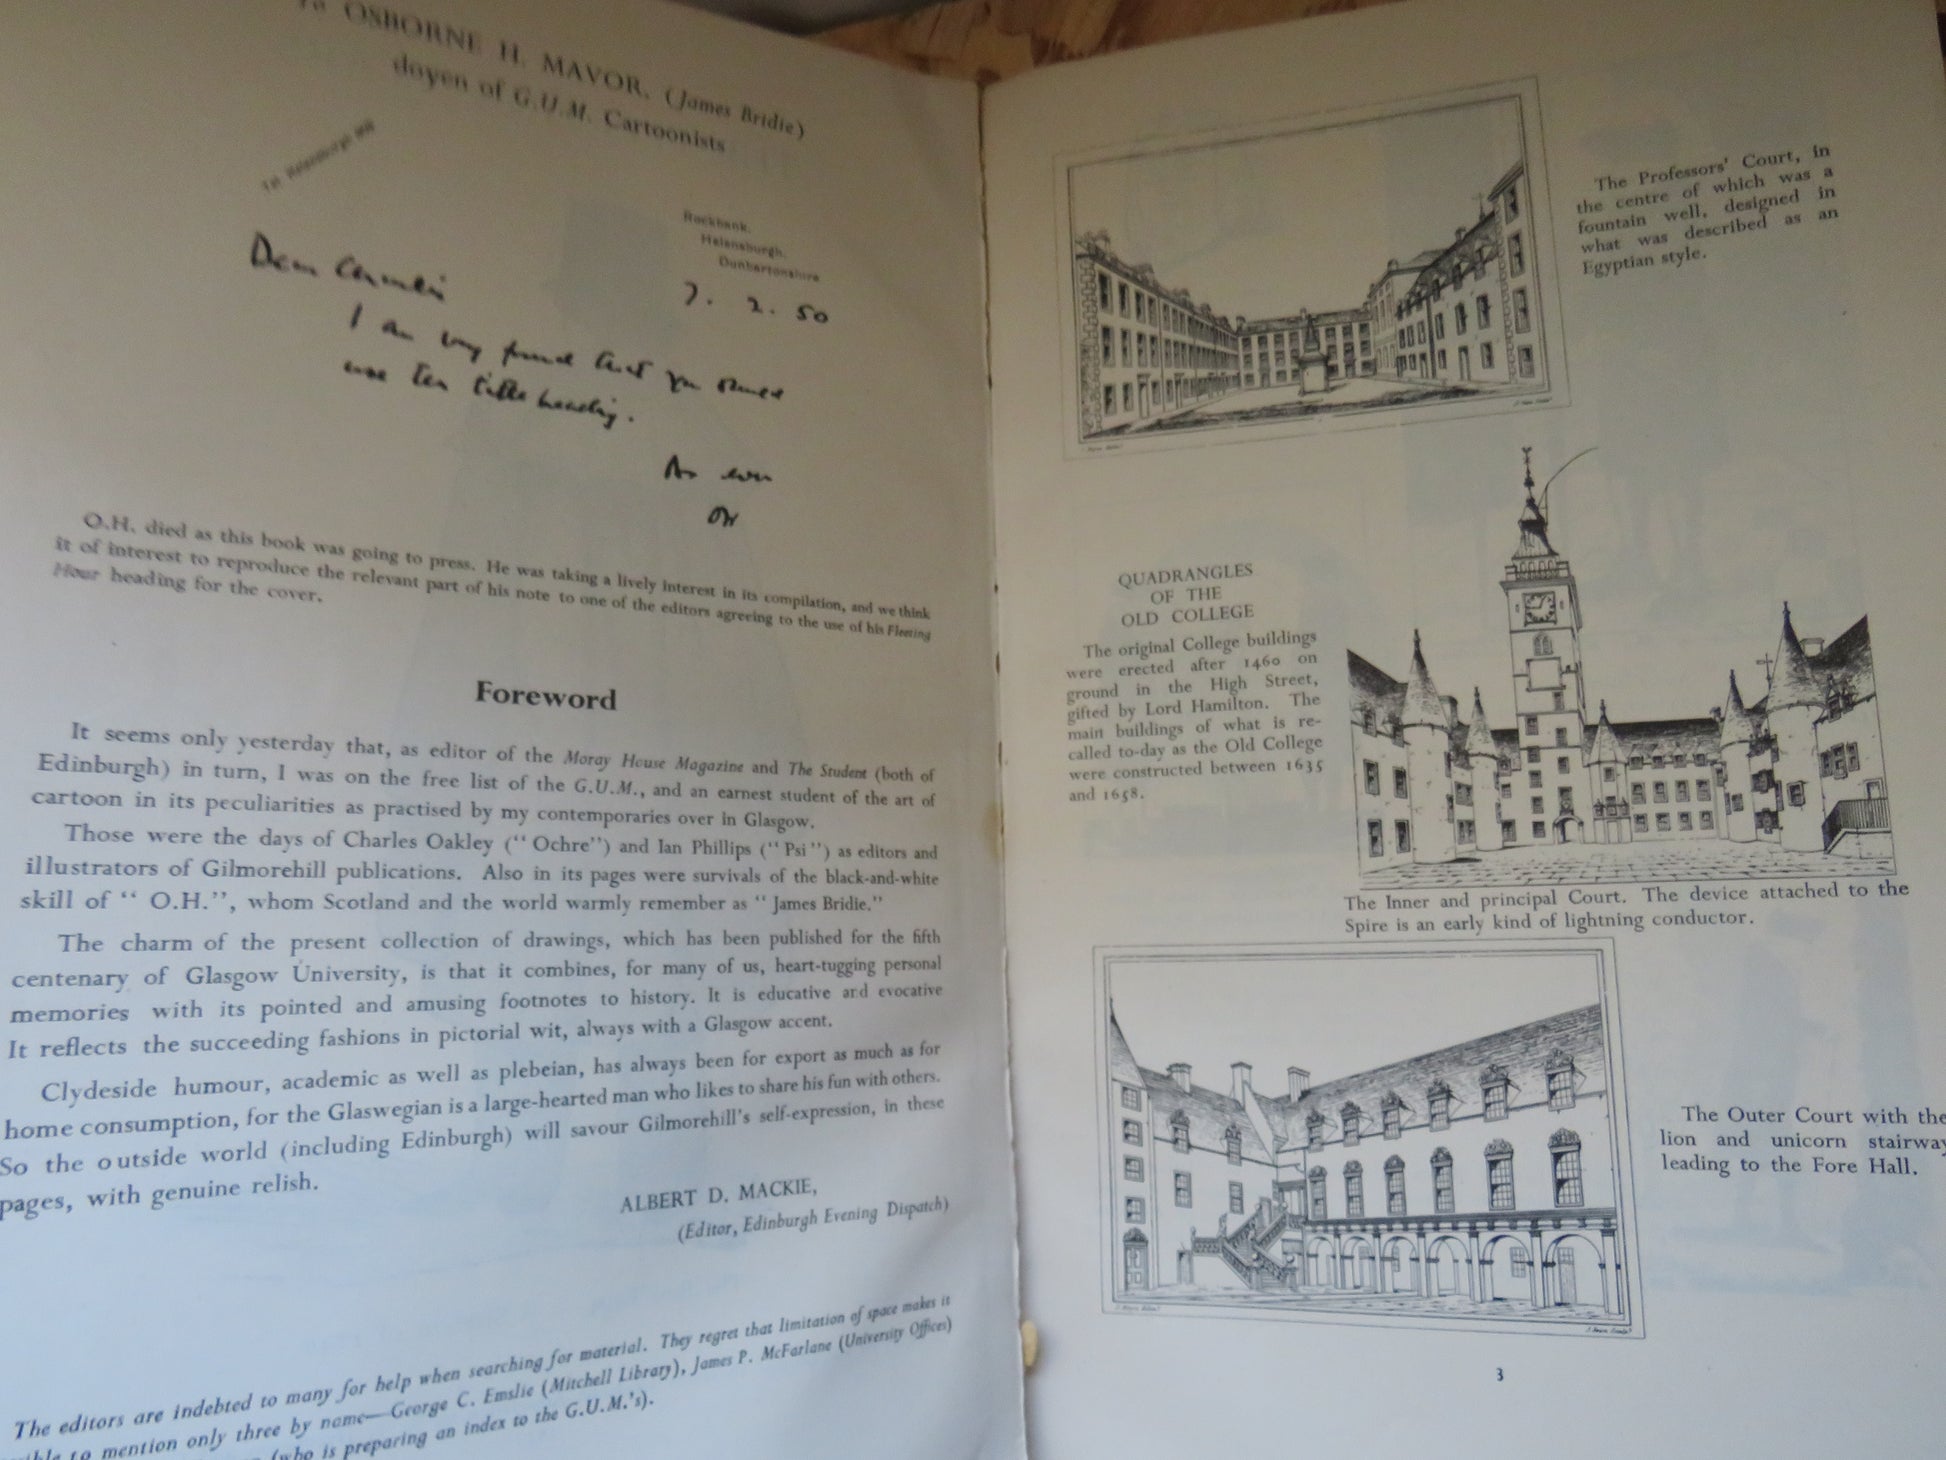 To OSBORNE H. MAVOR, (James Bridie)
doyen of G.U.M. Cartoonists
Rockbank,
Helensburgh,
Dunbartonshire
7. 2. 50
Dear Charlie
I am very proud that you should
use the title heading.
As ever
OH
O.H. died as this book was going to press. He was taking a lively interest in its compilation, and we think
it of interest to reproduce the relevant part of his note to one of the editors agreeing to the use of his Fleeting
Hour heading for the cover.
Foreword
It seems only yesterday that, as editor of the Moray House Magazine and The Student (both of
Edinburgh) in turn, I was on the free list of the G.U.M., and an earnest student of the art of
cartoon in its peculiarities as practised by my contemporaries over in Glasgow.
Those were the days of Charles Oakley (“Ochre”) and Ian Phillips (“Psi”) as editors and
illustrators of Gilmorehill publications. Also in its pages were survivals of the black-and-white
skill of “O.H.”, whom Scotland and the world warmly remember as “James Bridie.”
The charm of the present collection of drawings, which has been published for the fifth
centenary of Glasgow University, is that it combines, for many of us, heart-tugging personal
memories with its pointed and amusing footnotes to history. It is educative and evocative
It reflects the succeeding fashions in pictorial wit, always with a Glasgow accent.
Clydeside humour, academic as well as plebeian, has always been for export as much as for
home consumption, for the Glaswegian is a large-hearted man who likes to share his fun with others.
So the outside world (including Edinburgh) will savour Gilmorehill's self-expression, in these
pages, with genuine relish.
ALBERT D. MACKIE,
(Editor, Edinburgh Evening Dispatch)
The editors are indebted to many for help when searching for material. They regret that limitation of space makes it
to mention only three by name—George C. Emslie (Mitchell Library), James P. McFarlane (University Offices)
(who is preparing an index to the G.U.M.'s).
The Professors' Court, in
the centre of which was a
fountain well, designed in
what was described as an
Egyptian style.
QUADRANGLES
OF THE
OLD COLLEGE
The original College buildings
were erected after 1460 on
ground in the High Street,
gifted by Lord Hamilton. The
main buildings of what is re-
called to-day as the Old College
were constructed between 1635
and 1658.
The Inner and principal Court. The device attached to the
Spire is an early kind of lightning conductor.
The Outer Court with the
lion and unicorn stairway
leading to the Fore Hall.
3